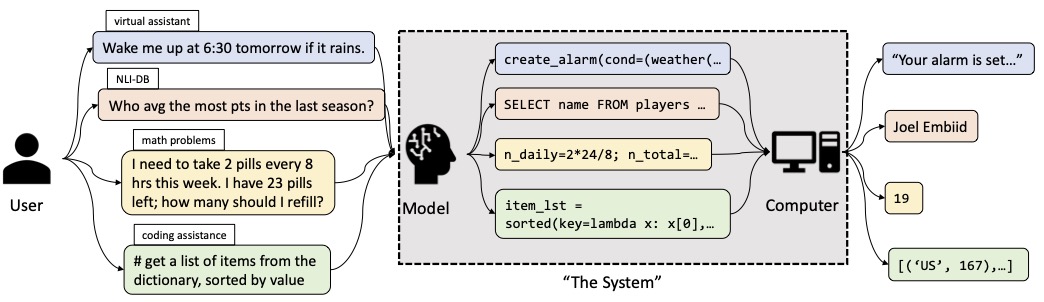 virtual assistant
Wake me up at 6:30 tomorrow if it rains.
NLI-DB
Who avg the most pts in the last season?
math problems
I need to take 2 pills every 8
hrs this week. I have 23 pills
left; how many should I refill?
coding assistance
# get a list of items from the
dictionary, sorted by value
User
Model
create_alarm(cond=(weather(…
SELECT name FROM players …
n_daily=2*24/8; n_total=…
item_lst =
sorted(key=lambda x: x[0],…
Computer
"The System"
“Your alarm is set…”
Joel Embiid
19
[(‘US’, 167),…]